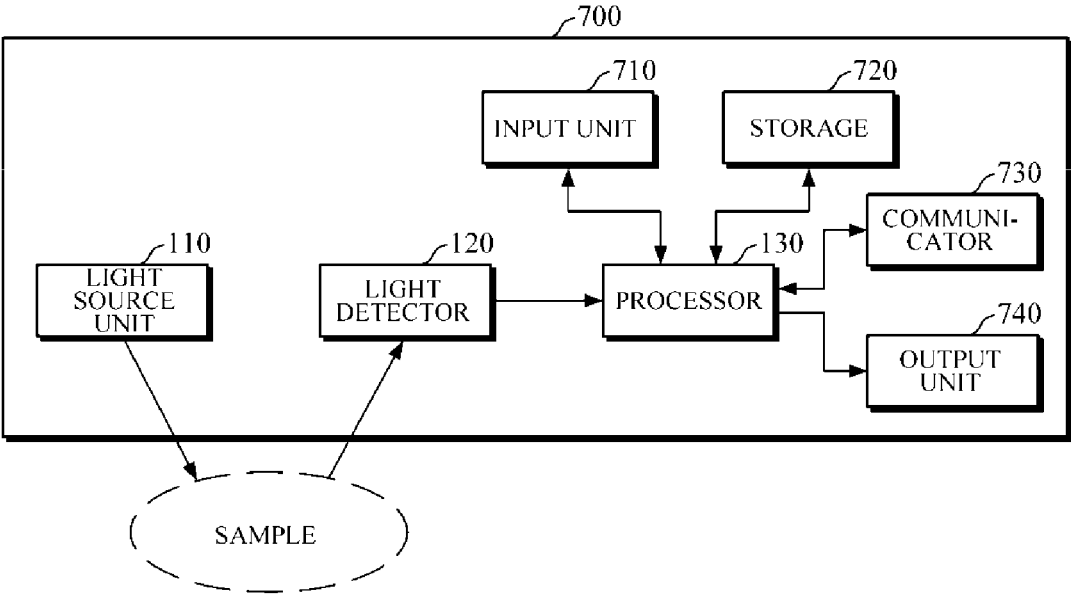 700
710
720
INPUT UNIT
STORAGE
730
COMMUNI-
CATOR
110
120
130
LIGHT
SOURCE
UNIT
LIGHT
DETECTOR
PROCESSOR
740
OUTPUT
UNIT
SAMPLE